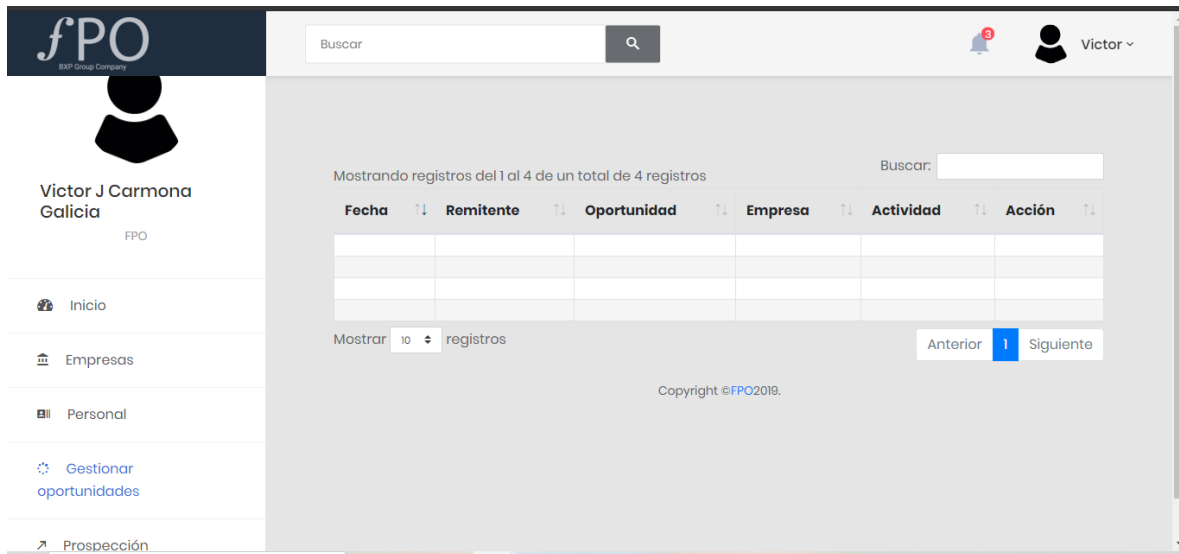 fPO
BXP Group Company
Buscar
3
Victor
Victor J Carmona
Galicia
FPO
Inicio
Empresas
Personal
Gestionar
oportunidades
Prospección
Mostrando registros del 1 al 4 de un total de 4 registros
Buscar:
Fecha Remitente Oportunidad Empresa Actividad Acción
Mostrar 10 registros
Anterior 1 Siguiente
Copyright ©FPO2019.